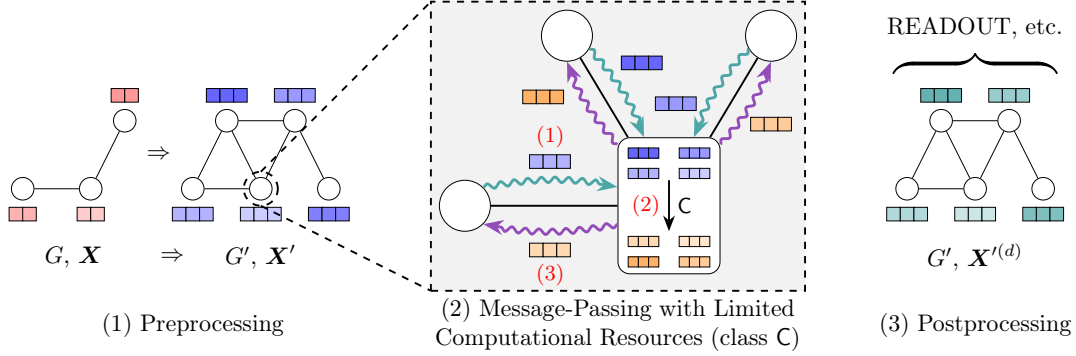 READOUT, etc.
(1)
⇒
(2)
C
(3)
G, X ⇒ G′, X′
G′, X′(d)
(1) Preprocessing
(2) Message-Passing with Limited
Computational Resources (class C)
(3) Postprocessing